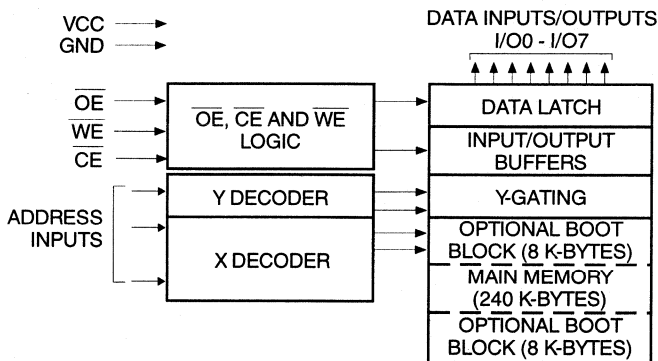 VCC
GND
DATA INPUTS/OUTPUTS
I/O0 - I/O7
OE
WE
CE
OE, CE AND WE
LOGIC
DATA LATCH
INPUT/OUTPUT
BUFFERS
ADDRESS
INPUTS
Y DECODER
Y-GATING
X DECODER
OPTIONAL BOOT
BLOCK (8 K-BYTES)
MAIN MEMORY
(240 K-BYTES)
OPTIONAL BOOT
BLOCK (8 K-BYTES)